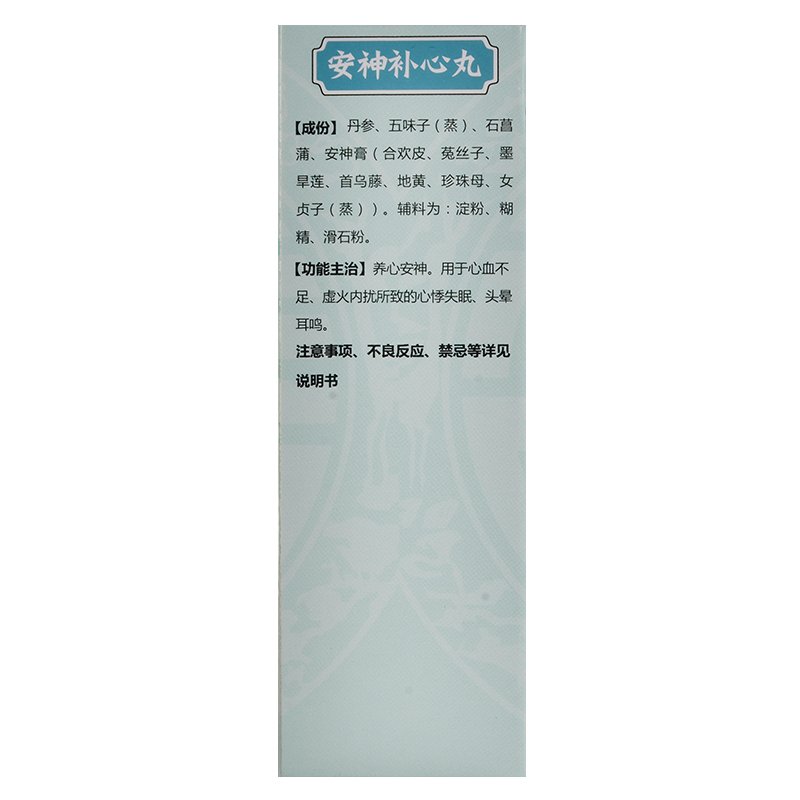 安神补心丸
【成份】 丹参、五味子（蒸）、石菖
蒲、安神膏（合欢皮、菟丝子、墨
旱莲、首乌藤、地黄、珍珠母、女
贞子（蒸））。辅料为：淀粉、糊
精、滑石粉。
【功能主治】 养心安神。用于心血不
足、虚火内扰所致的心悸失眠、头晕
耳鸣。
注意事项、不良反应、禁忌等详见
说明书